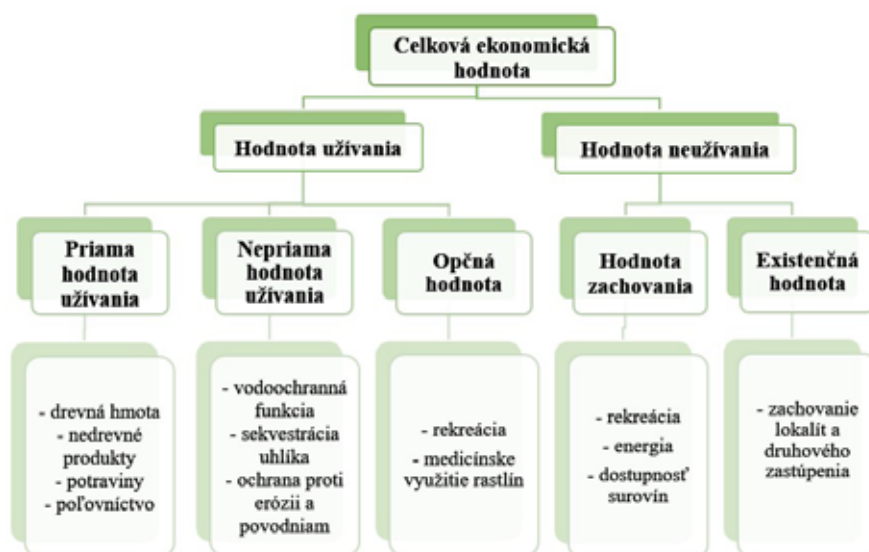 Celková ekonomická
hodnota
Hodnota užívania
Hodnota neužívania
Priama
hodnota
užívania
Nepriama
hodnota
užívania
Opčná
hodnota
Hodnota
zachovania
Existenčná
hodnota
- drevná hmota
- nedrevné
produkty
- potraviny
- poľovníctvo
- vodoochranná
funkcia
- sekvestrácia
uhlíka
- ochrana proti
erózii a
povodniam
- rekreácia
- medicínske
využitie rastlín
- rekreácia
- energia
- dostupnosť
surovín
- zachovanie
lokalít a
druhového
zastúpenia